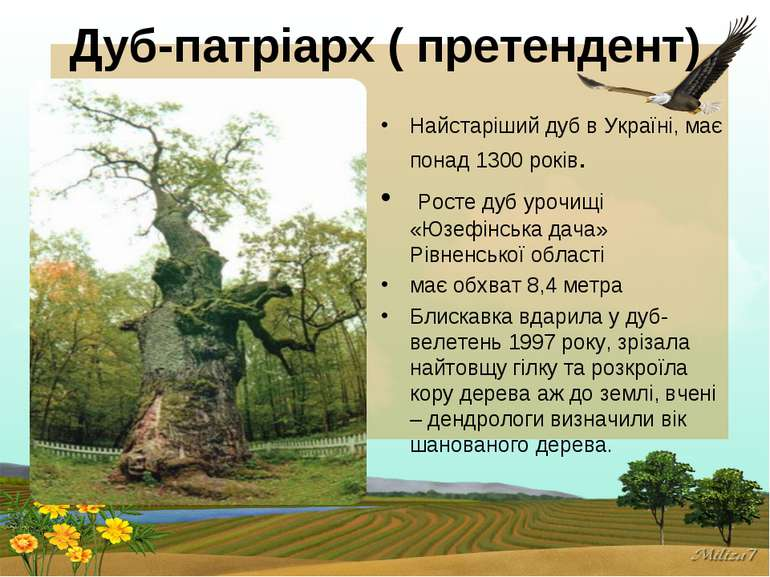 Дуб-патріарх ( претендент)
• Найстаріший дуб в Україні, має
понад 1300 років.
• Росте дуб урочищі
«Юзефінська дача»
Рівненської області
• має обхват 8,4 метра
• Блискавка вдарила у дуб-
велетень 1997 року, зрізала
найтовщу гілку та розкроїла
кору дерева аж до землі, вчені
– дендрологи визначили вік
шанованого дерева.
Miliza7